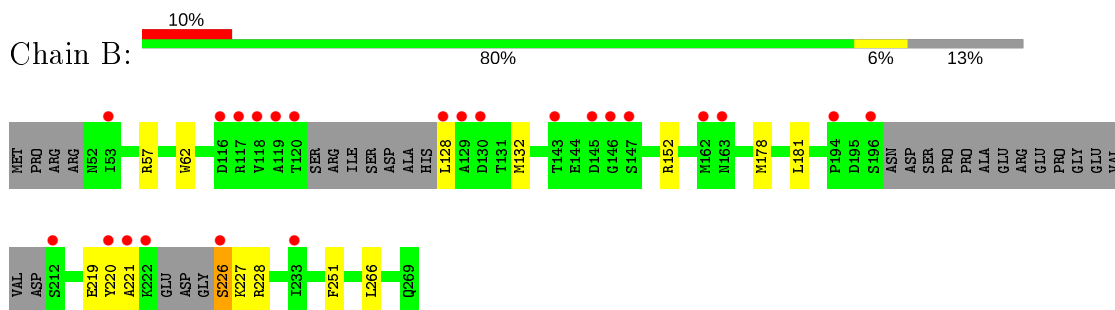 10%
Chain B:
80% 6% 13%
MET PRO ARG ARG N52 I53 R57 W62 D116 R117 V118 A119 T120 SER ARG ILE SER ASP ALA HIS L128 A129 D130 T131 M132 T143 E144 D145 G146 S147 R152 M162 N163 M178 L181 P194 D195 S196 ASN ASP SER PRO PRO ALA GLU ARG GLU PRO GLY GLU VAL
VAL ASP S212 E219 Y220 A221 K222 GLU ASP GLY S226 K227 R228 I233 F251 L266 Q269